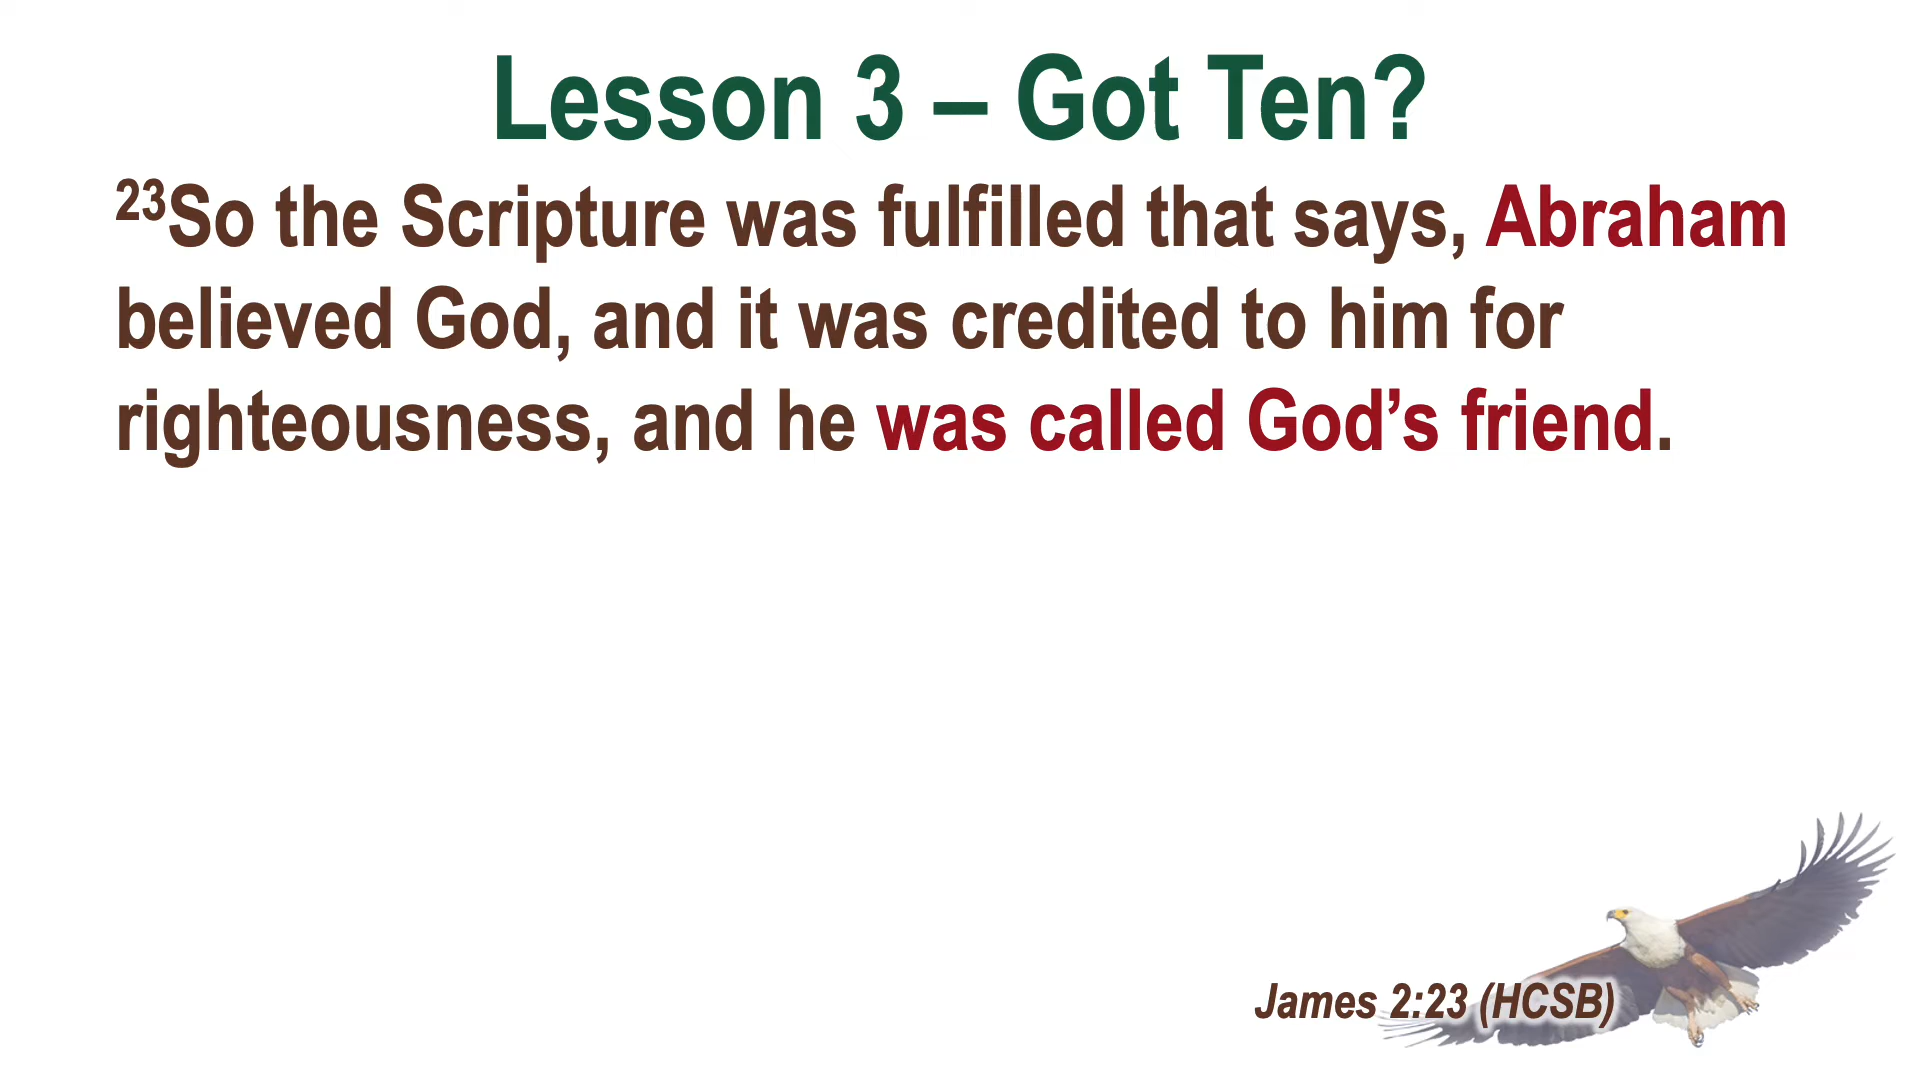 Lesson 3 – Got Ten?
23So the Scripture was fulfilled that says, Abraham
believed God, and it was credited to him for
righteousness, and he was called God’s friend.
James 2:23 (HCSB)